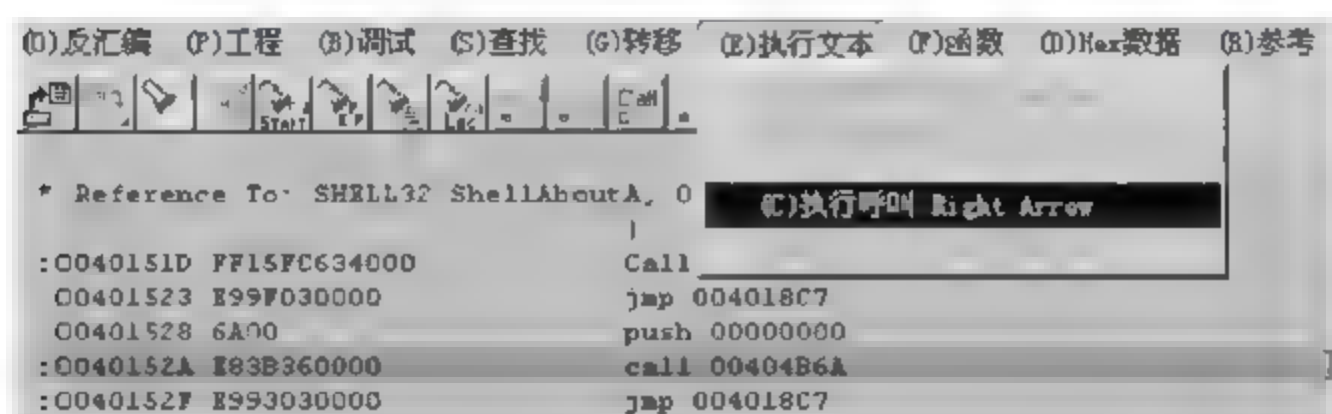 (D)反汇编 (P)工程 (B)调试 (S)查找 (G)转移 (E)执行文本 (F)函数 (D)Hex数据 (R)参考
START Call
* Reference To: SHELL32 ShellAboutA, 0
(C)执行呼叫 Right Arrow
:0040151D FF15FC634000 Call
00401523 E99F030000 jmp 004018C7
00401528 6A00 push 00000000
:0040152A E83B360000 call 00404B6A
:0040152F E993030000 jmp 004018C7